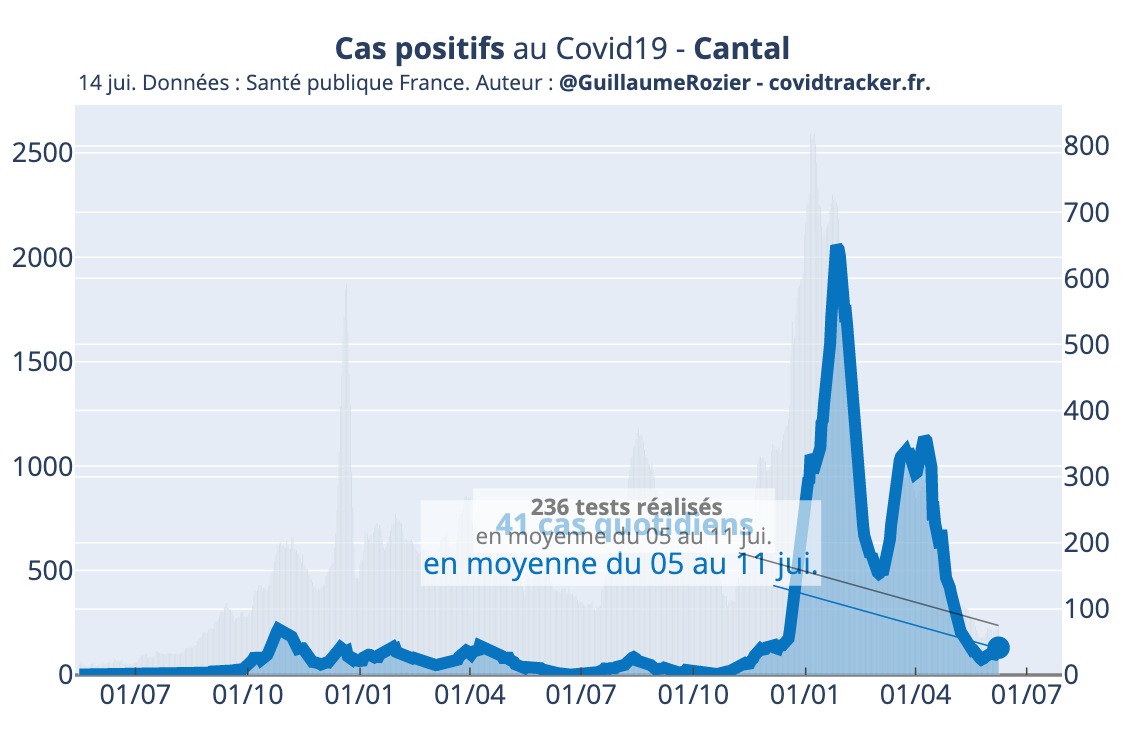 Cas positifs au Covid19 - Cantal
14 jui. Données : Santé publique France. Auteur : @GuillaumeRozier - covidtracker.fr.
2500
2000
1500
1000
500
0
800
700
600
500
400
300
200
100
0
236 tests réalisés
en moyenne du 05 au 11 jui.
41 cas quotidiens
en moyenne du 05 au 11 jui.
01/07 01/10 01/01 01/04 01/07 01/10 01/01 01/04 01/07